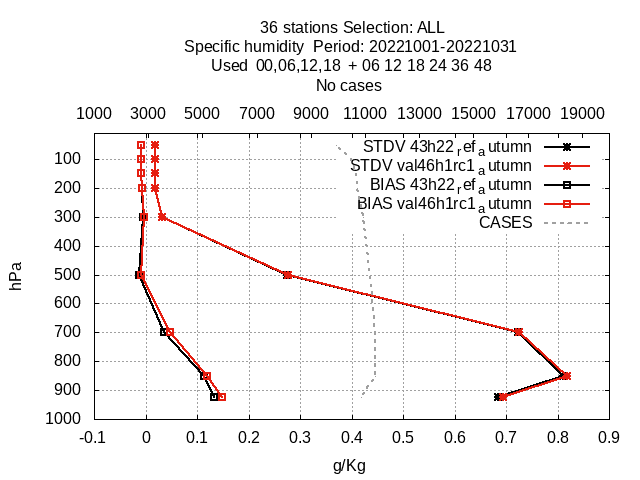 36 stations Selection: ALL
Specific humidity  Period: 20221001-20221031
Used  00,06,12,18  + 06 12 18 24 36 48
No cases
1000 3000 5000 7000 9000 11000 13000 15000 17000 19000
STDV 43h22_ref_autumn
STDV val46h1rc1_autumn
BIAS 43h22_ref_autumn
BIAS val46h1rc1_autumn
CASES
100
200
300
400
500
600
700
800
900
1000
hPa
-0.1 0 0.1 0.2 0.3 0.4 0.5 0.6 0.7 0.8 0.9
g/Kg